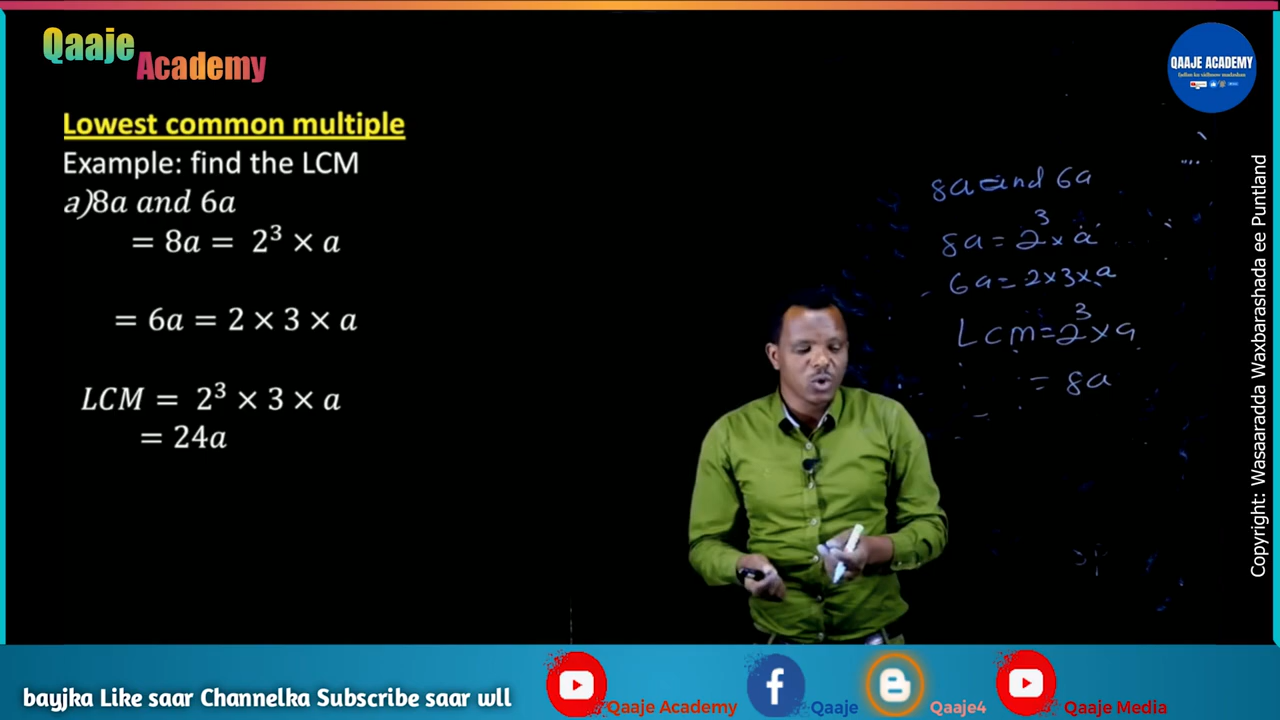 Qaaje
Academy
QAAJE ACADEMY
Lowest common multiple
Example: find the LCM
a)8a and 6a
= 8a = 2³ × a
= 6a = 2 × 3 × a
LCM = 2³ × 3 × a
= 24a
8a and 6a
8a = 2³ × a
6a = 2×3×a
Lcm = 2³ × a
= 8a
Copyright: Wasaaradda Waxbarashada ee Puntland
bayjka Like saar Channelka Subscribe saar wll
Qaaje Academy
Qaaje
Qaaje4
Qaaje Media